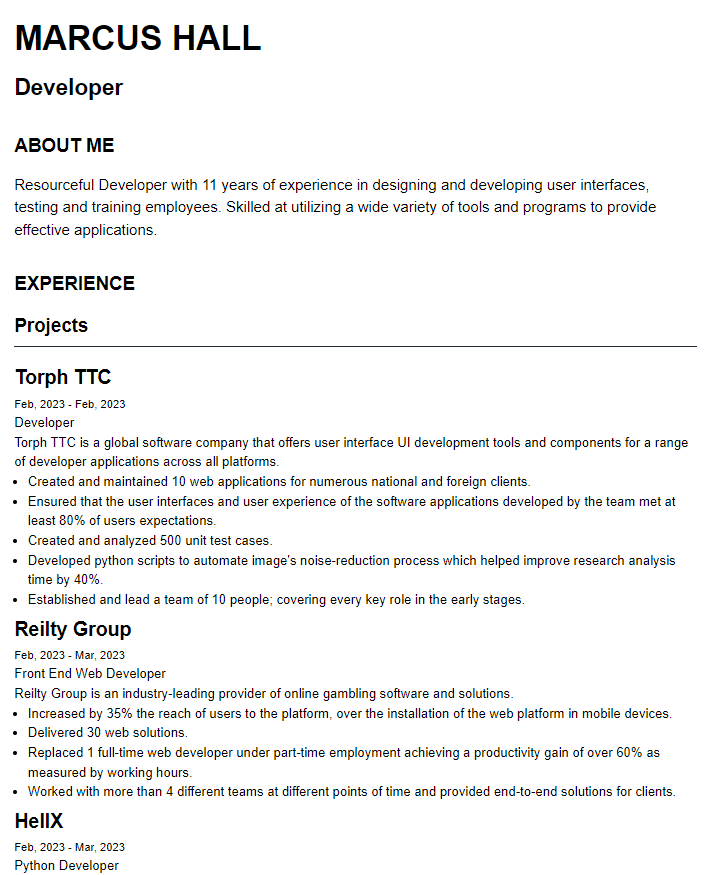 MARCUS HALL
Developer
ABOUT ME
Resourceful Developer with 11 years of experience in designing and developing user interfaces,
testing and training employees. Skilled at utilizing a wide variety of tools and programs to provide
effective applications.
EXPERIENCE
Projects
Torph TTC
Feb, 2023 - Feb, 2023
Developer
Torph TTC is a global software company that offers user interface UI development tools and components for a range
of developer applications across all platforms.
• Created and maintained 10 web applications for numerous national and foreign clients.
• Ensured that the user interfaces and user experience of the software applications developed by the team met at
least 80% of users expectations.
• Created and analyzed 500 unit test cases.
• Developed python scripts to automate image's noise-reduction process which helped improve research analysis
time by 40%.
• Established and lead a team of 10 people; covering every key role in the early stages.
Reilty Group
Feb, 2023 - Mar, 2023
Front End Web Developer
Reilty Group is an industry-leading provider of online gambling software and solutions.
• Increased by 35% the reach of users to the platform, over the installation of the web platform in mobile devices.
• Delivered 30 web solutions.
• Replaced 1 full-time web developer under part-time employment achieving a productivity gain of over 60% as
measured by working hours.
• Worked with more than 4 different teams at different points of time and provided end-to-end solutions for clients.
HellX
Feb, 2023 - Mar, 2023
Python Developer